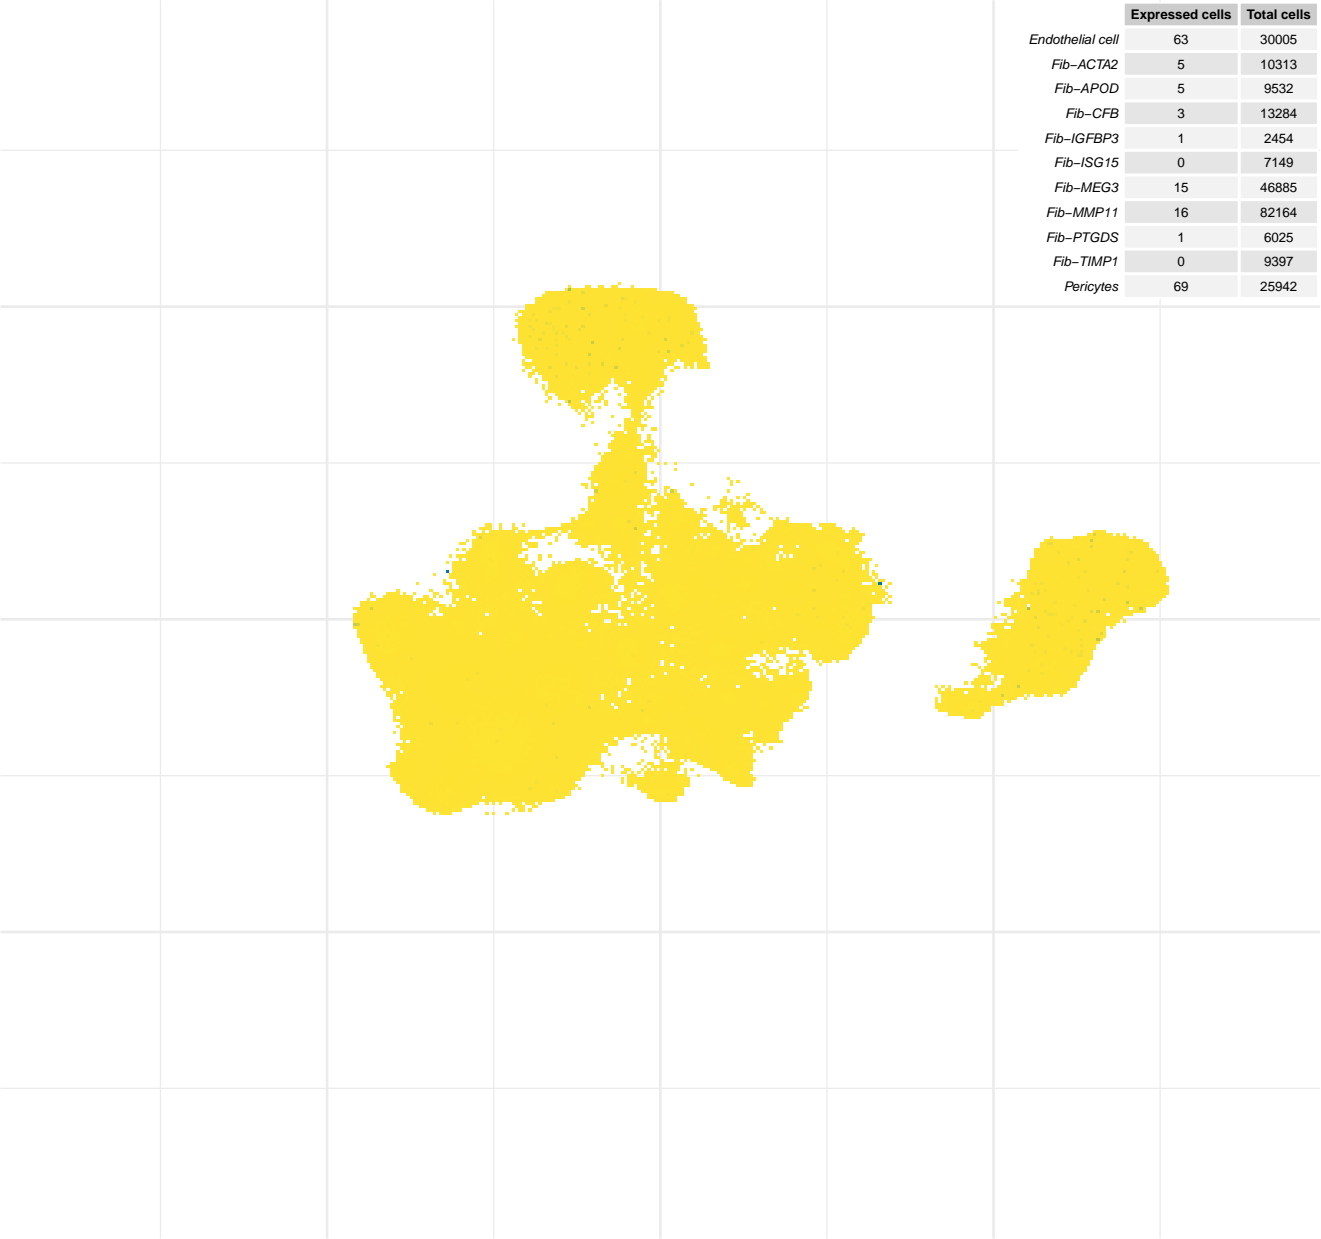 Expressed cells Total cells
Endothelial cell 63 30005
Fib−ACTA2 5 10313
Fib−APOD 5 9532
Fib−CFB 3 13284
Fib−IGFBP3 1 2454
Fib−ISG15 0 7149
Fib−MEG3 15 46885
Fib−MMP11 16 82164
Fib−PTGDS 1 6025
Fib−TIMP1 0 9397
Pericytes 69 25942